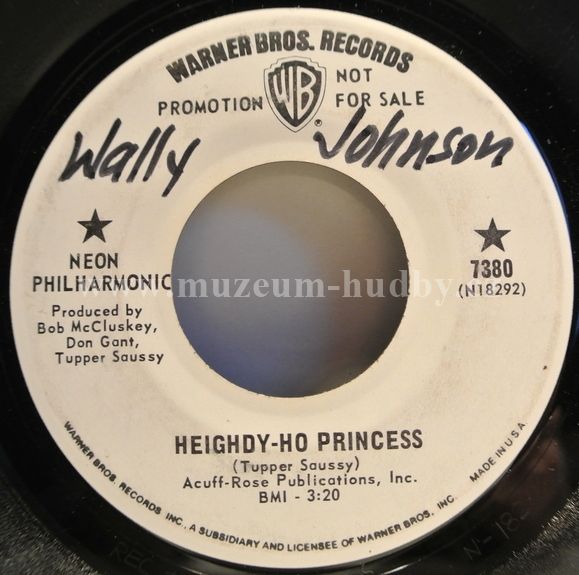 WARNER BROS. RECORDS
WB
PROMOTION NOT FOR SALE
®
Wally Johnson
NEON
PHILHARMONIC
Produced by
Bob McCluskey,
Don Gant,
Tupper Saussy
7380
(N18292)
www.muzeum-hudby.
HEIGHDY-HO PRINCESS
(Tupper Saussy)
Acuff-Rose Publications, Inc.
BMI - 3:20
WARNER BROS. RECORDS INC., A SUBSIDIARY AND LICENSEE OF WARNER BROS. INC.
MADE IN U.S.A.